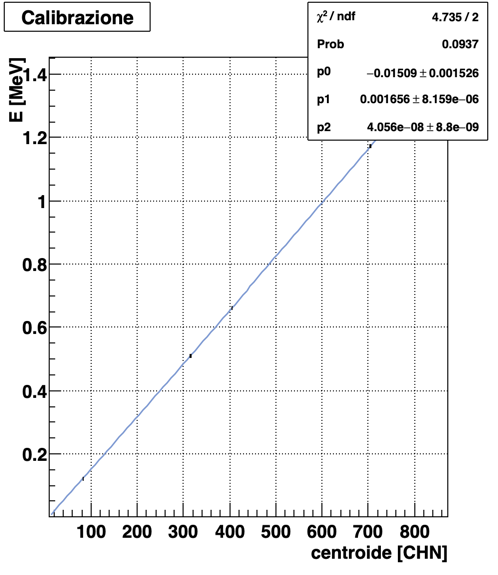 Calibrazione
χ² / ndf 4.735 / 2
Prob 0.0937
p0 −0.01509 ± 0.001526
p1 0.001656 ± 8.159e−06
p2 4.056e−08 ± 8.8e−09
E [MeV]
1.4
1.2
1
0.8
0.6
0.4
0.2
100 200 300 400 500 600 700 800
centroide [CHN]